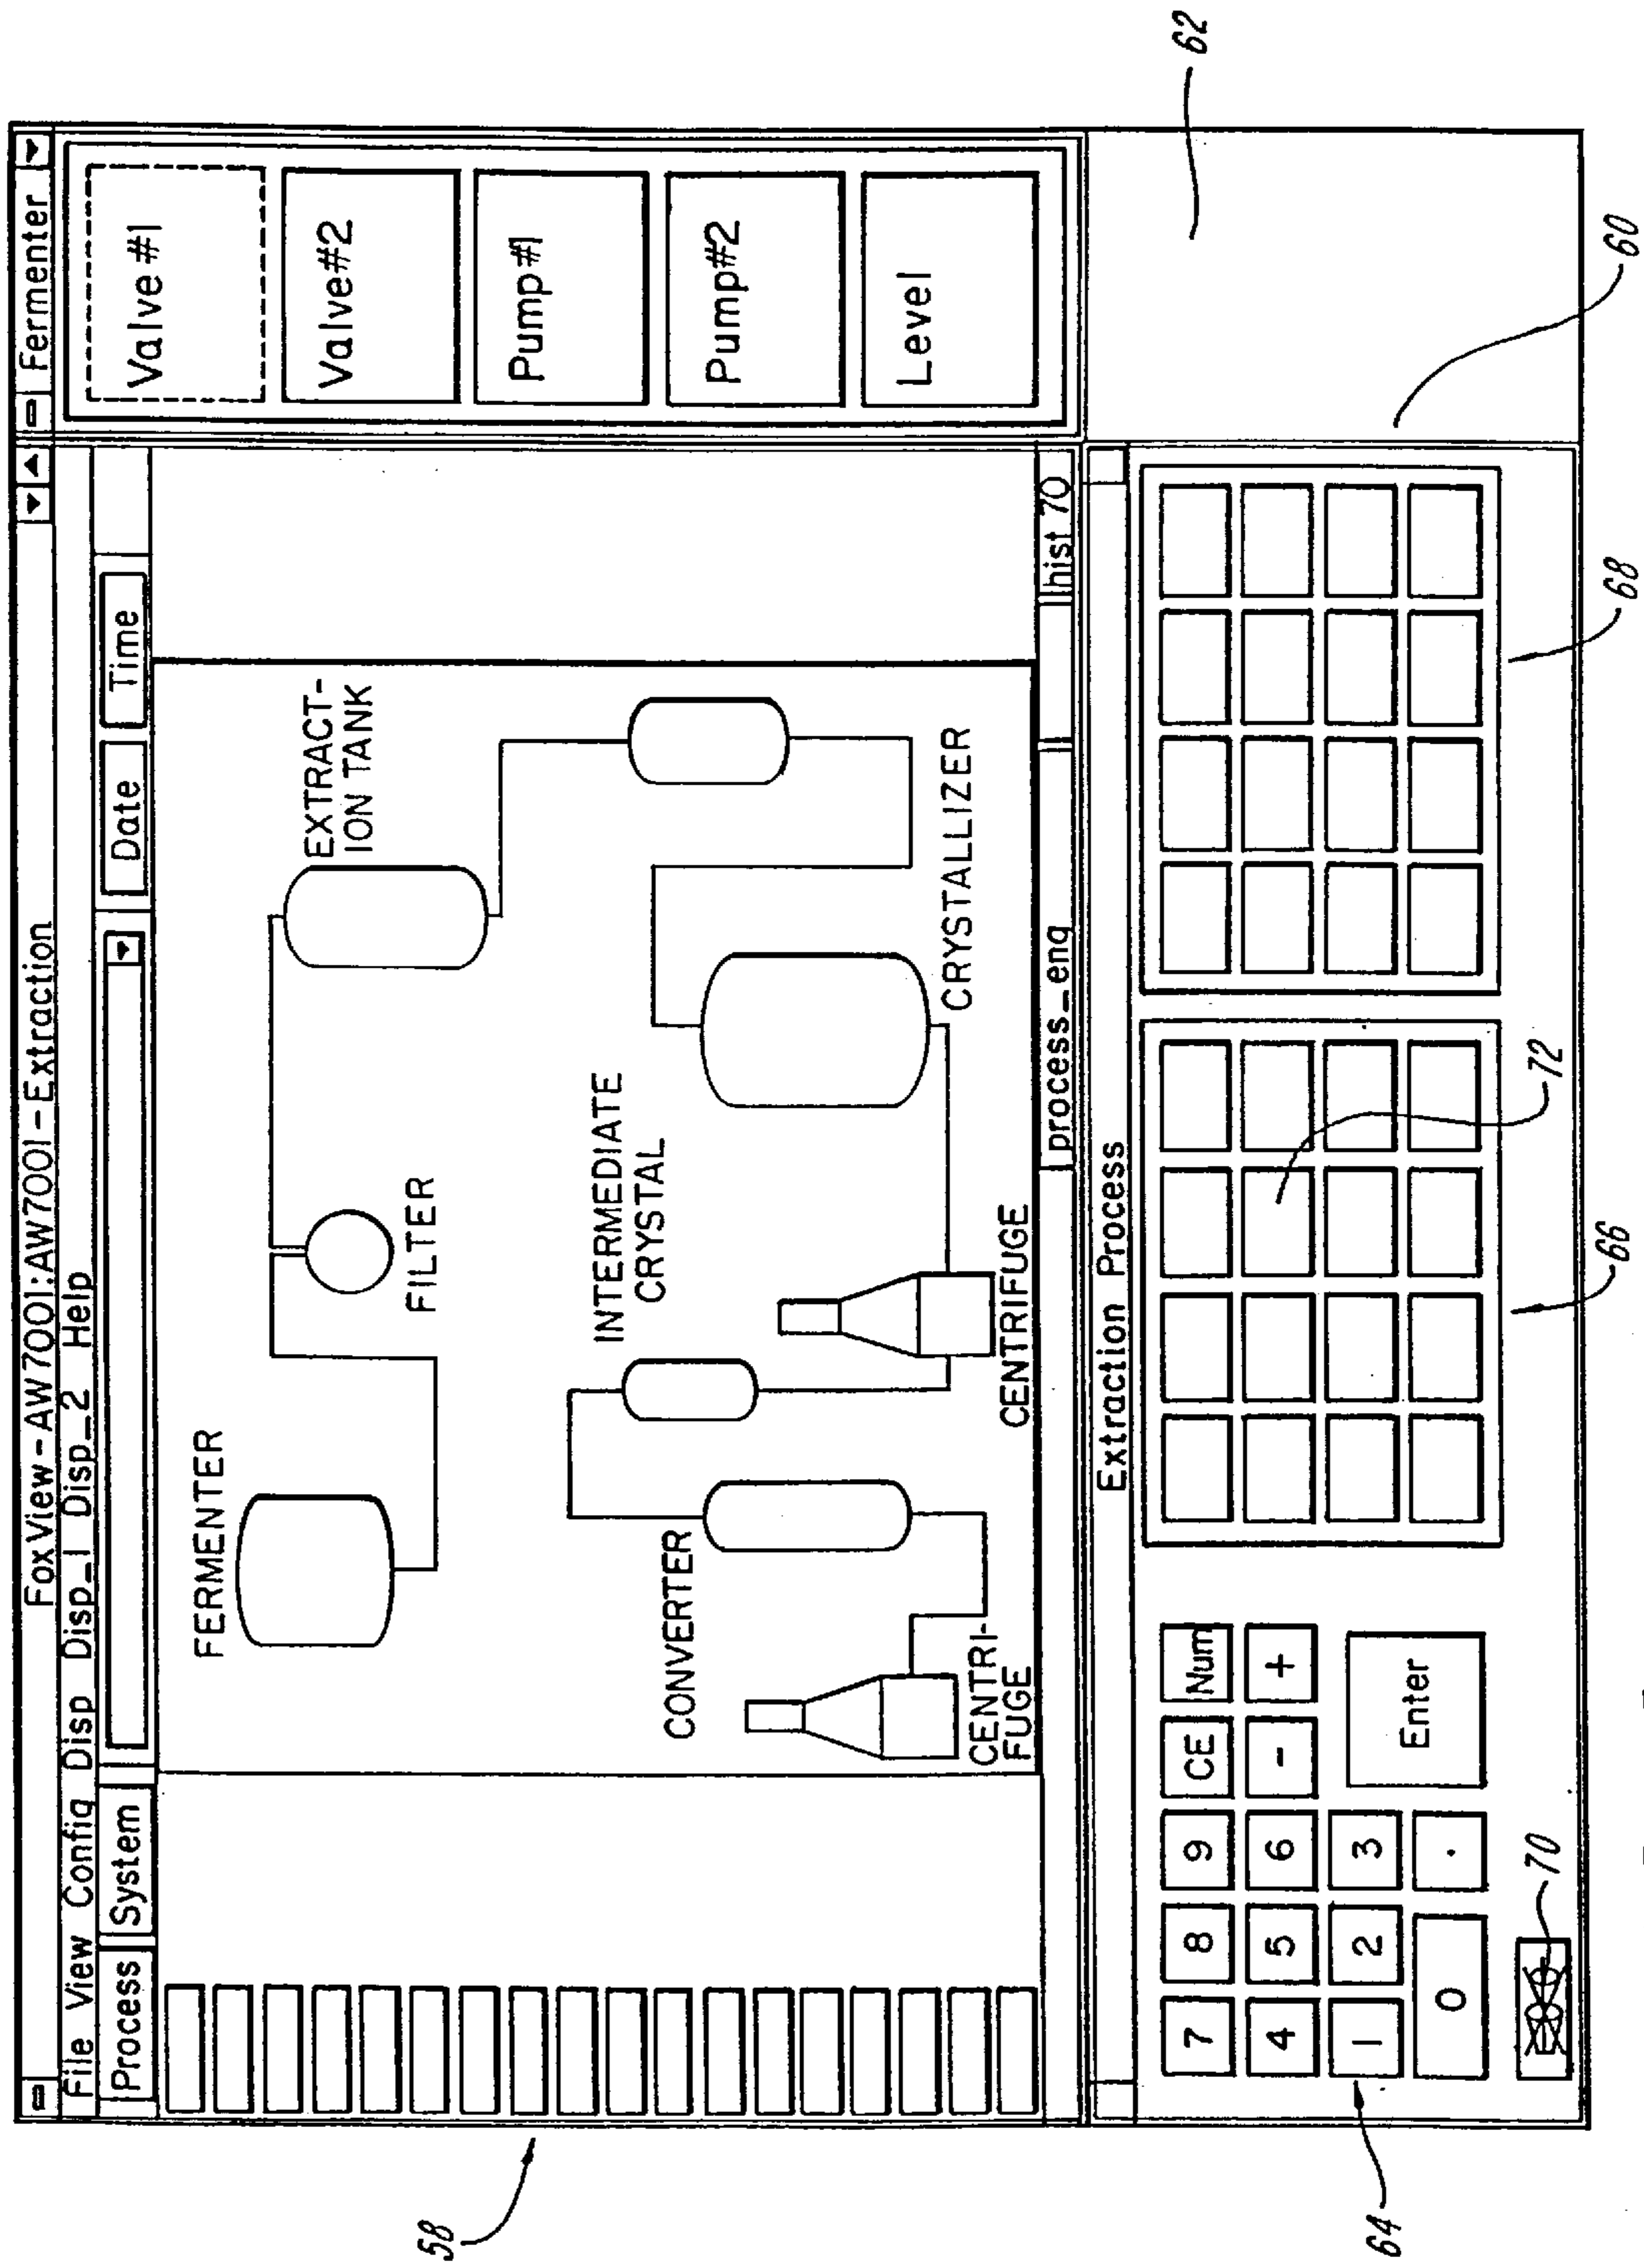 Fox View - AW7001:AW7001 - Extraction
Fermenter
File View Config Disp Disp_1 Disp_2 Help
Process System
Date Time
Valve #1
Valve #2
Pump #1
Pump #2
Level
FERMENTER
FILTER
EXTRACT-
ION TANK
CONVERTER
INTERMEDIATE
CRYSTAL
CRYSTALLIZER
CENTRI-
FUGE
CENTRIFUGE
process_enq
hist 70
Extraction Process
7 8 9 CE Num
4 5 6 - +
1 2 3 Enter
0 .
58
60
62
64
66
68
70
72